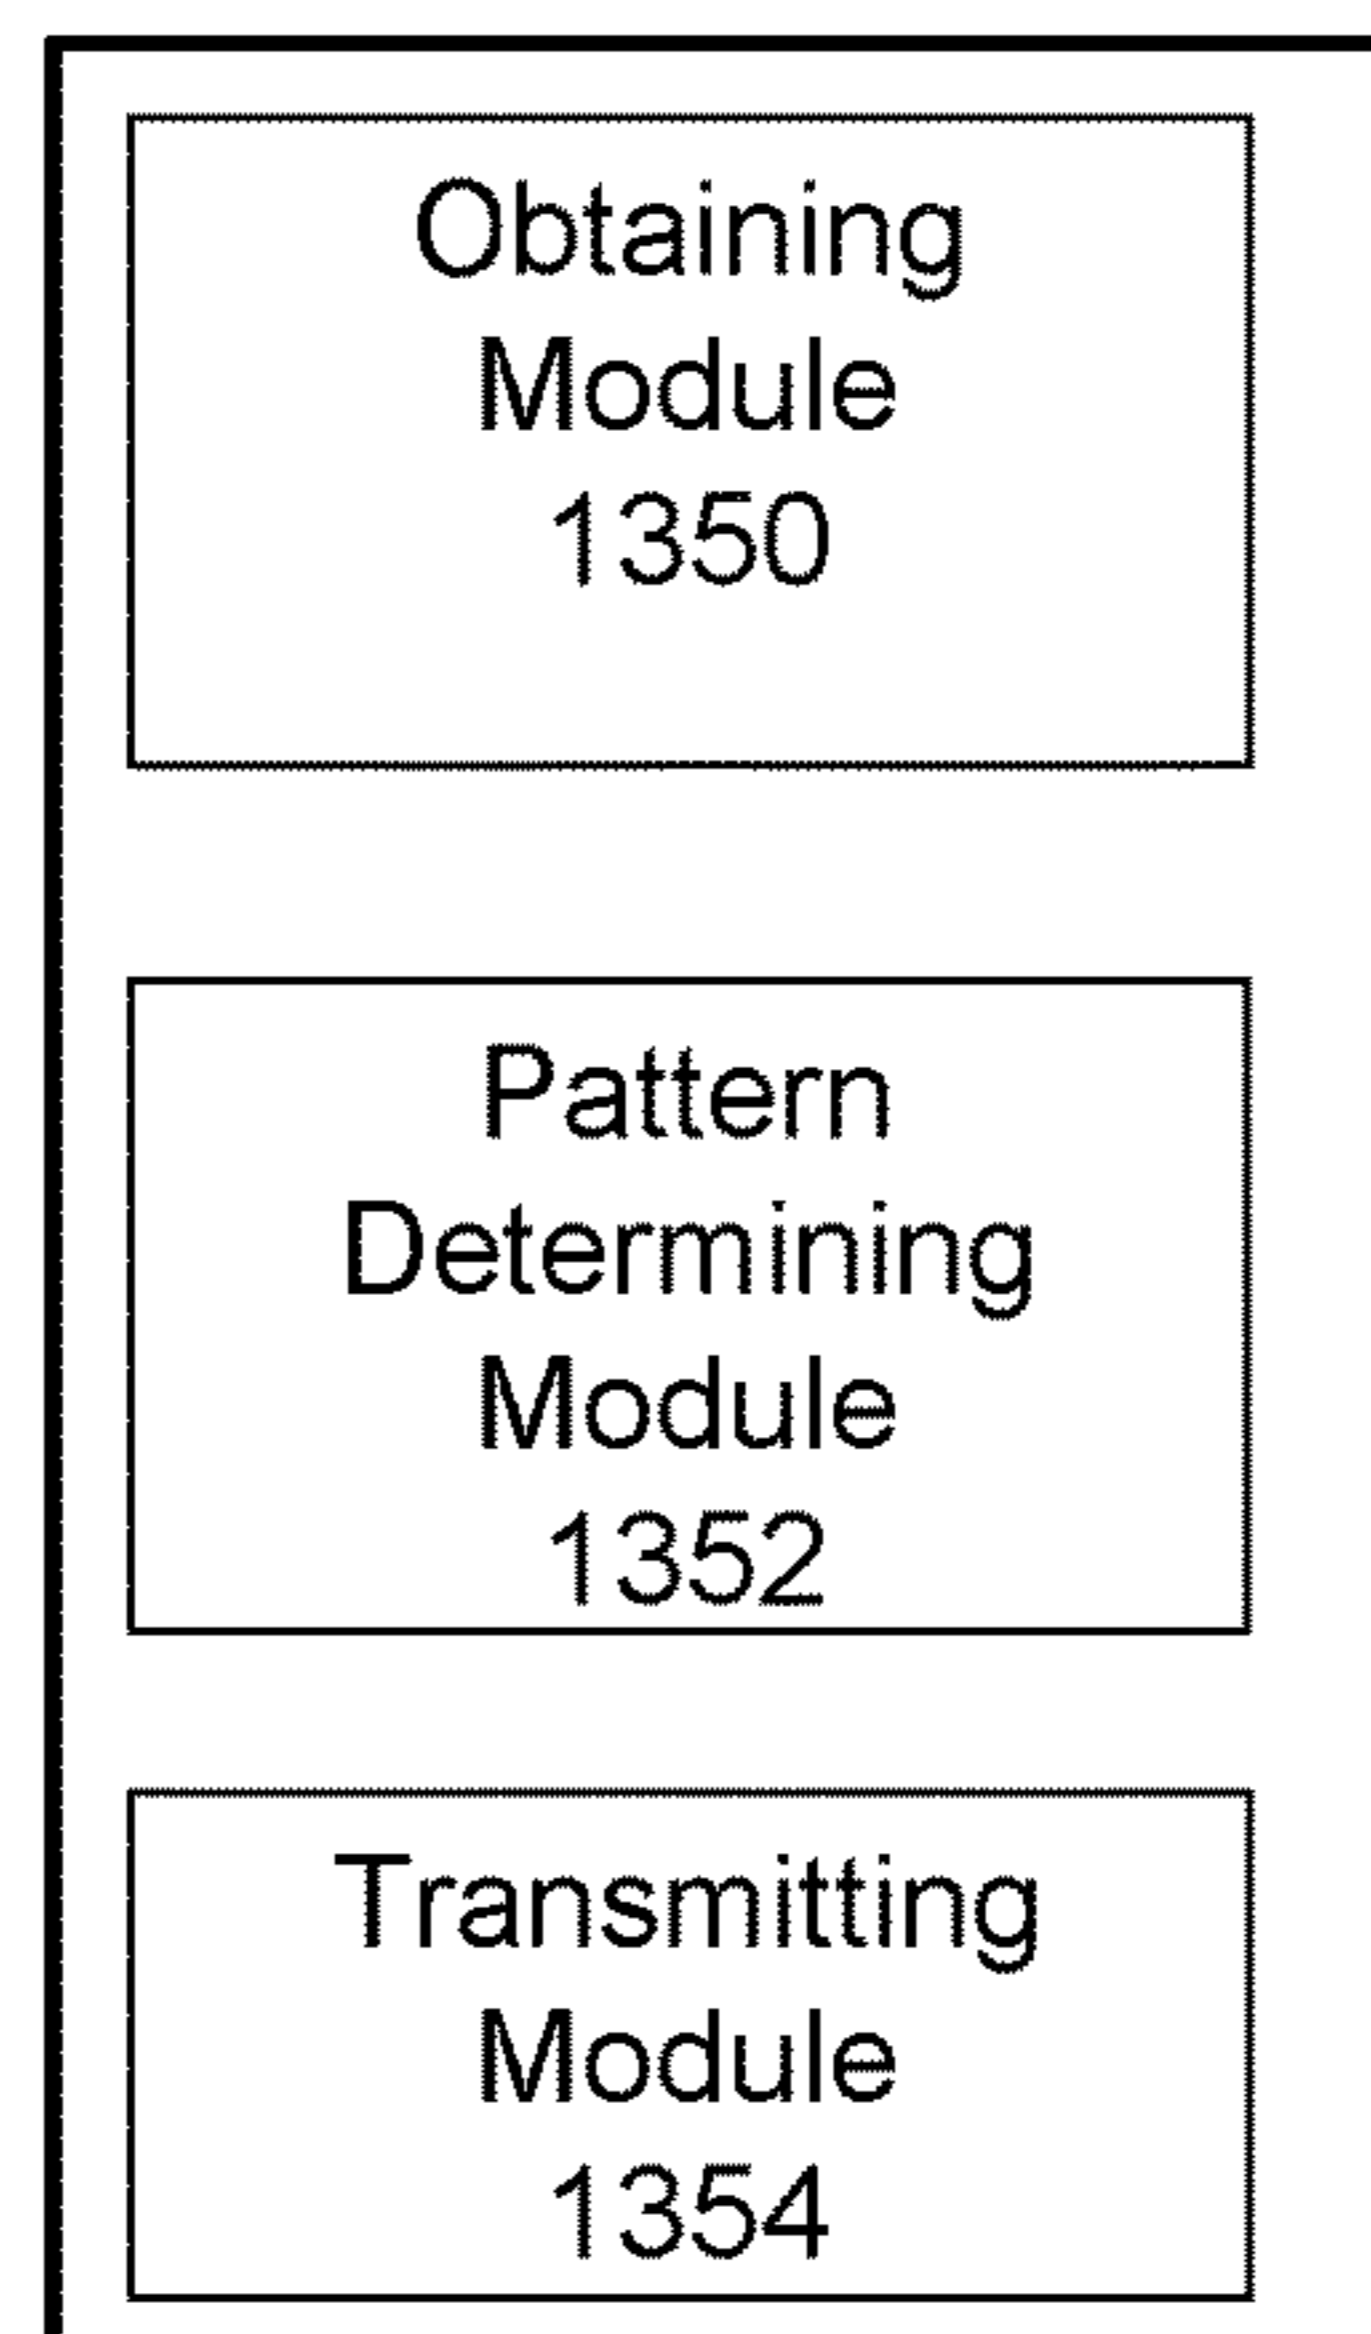 Obtaining
Module
1350
Pattern
Determining
Module
1352
Transmitting
Module
1354